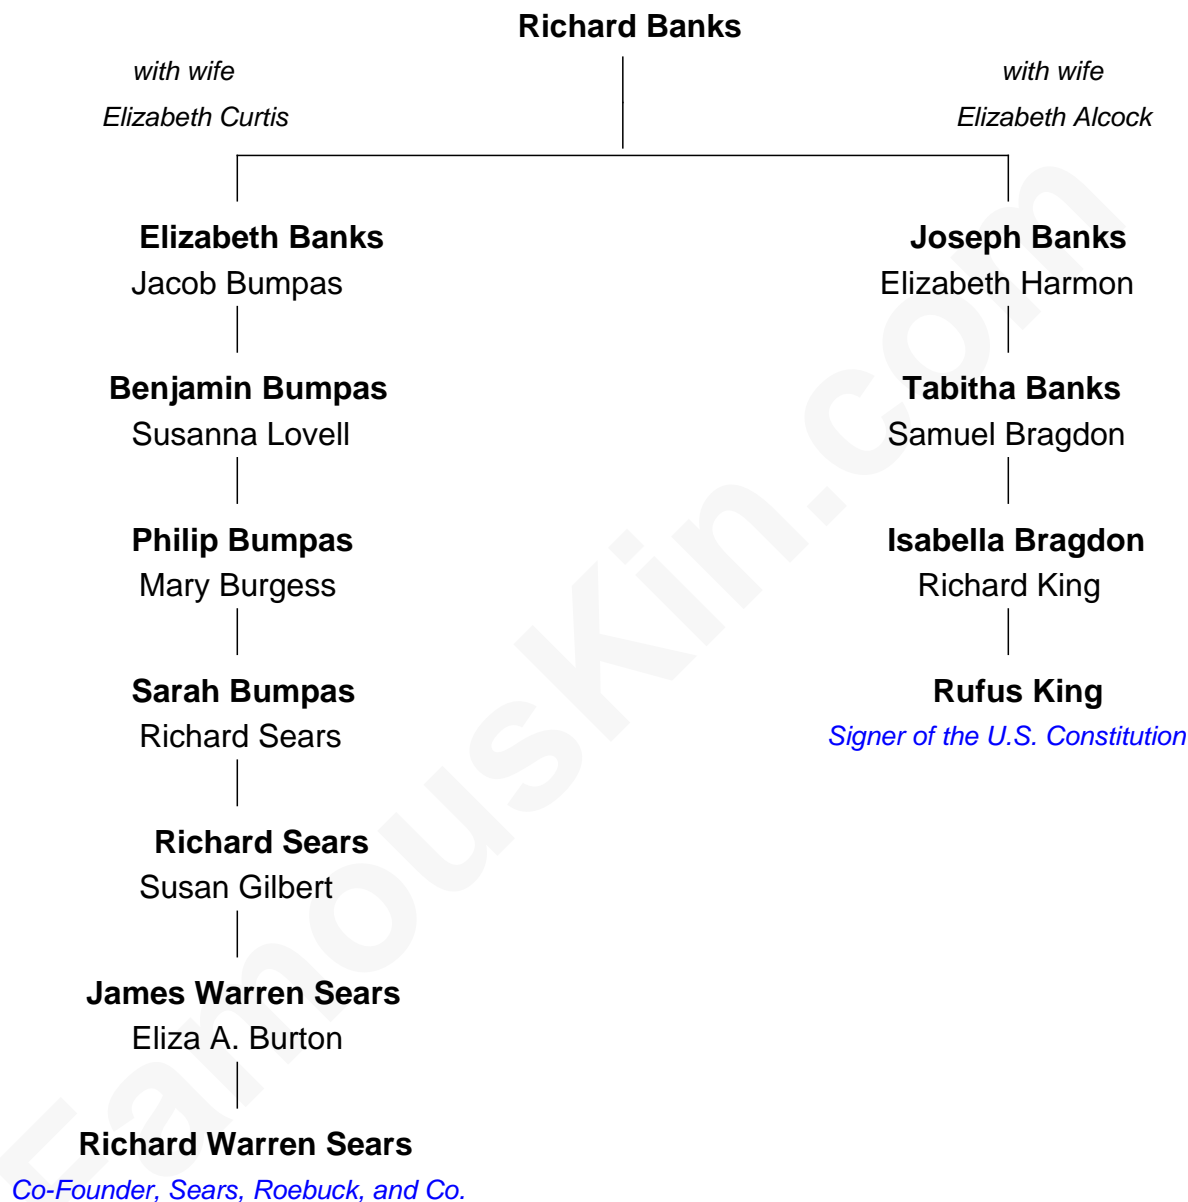 Richard Banks
with wife
Elizabeth Curtis
with wife
Elizabeth Alcock
Elizabeth Banks
Jacob Bumpas
Joseph Banks
Elizabeth Harmon
Benjamin Bumpas
Susanna Lovell
Tabitha Banks
Samuel Bragdon
Philip Bumpas
Mary Burgess
Isabella Bragdon
Richard King
Sarah Bumpas
Richard Sears
Rufus King
Signer of the U.S. Constitution
Richard Sears
Susan Gilbert
James Warren Sears
Eliza A. Burton
Richard Warren Sears
Co-Founder, Sears, Roebuck, and Co.
FamousKin.com